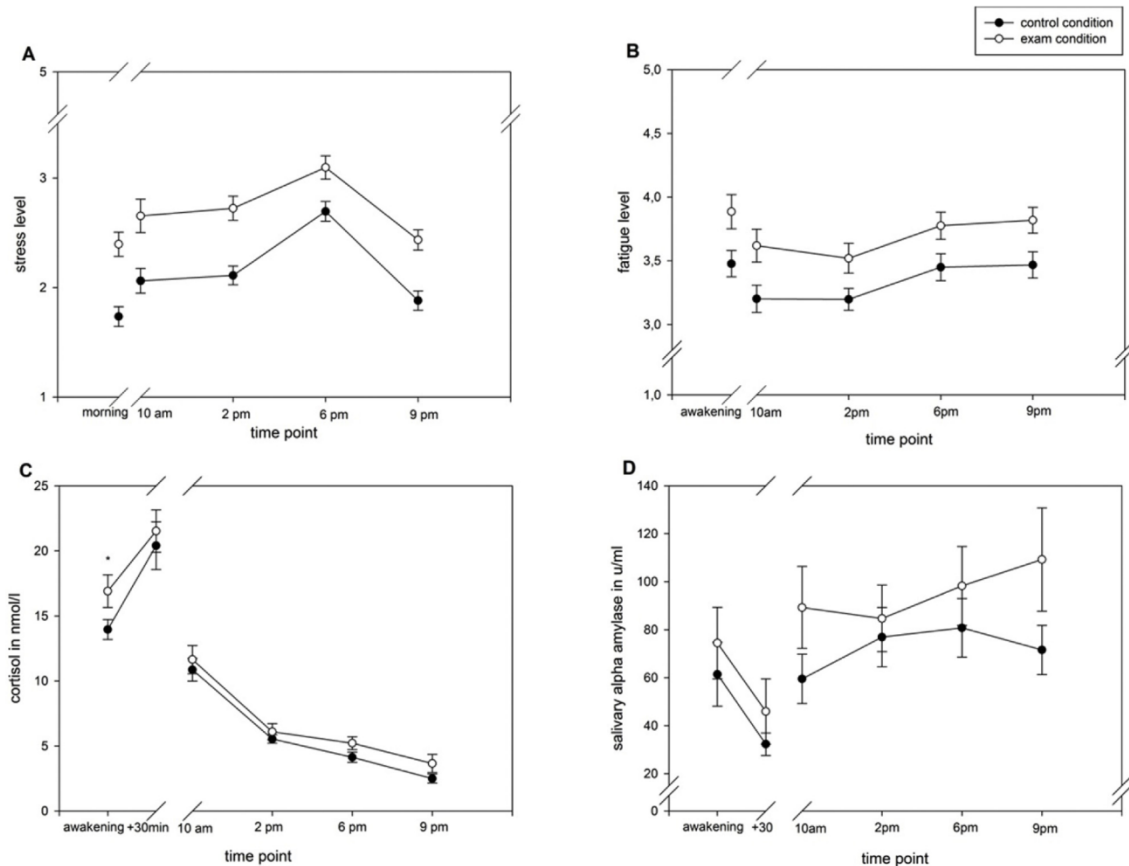 control condition
exam condition
A
5
3
2
1
stress level
morning 10 am 2 pm 6 pm 9 pm
time point
B
5,0
4,5
4,0
3,5
3,0
1,0
fatigue level
awakening 10am 2pm 6pm 9pm
time point
C
25
20
15
10
5
0
cortisol in nmol/l
*
awakening +30min 10 am 2 pm 6 pm 9 pm
time point
D
140
120
100
80
60
40
20
0
salivary alpha amylase in u/ml
awakening +30 10am 2pm 6pm 9pm
time point